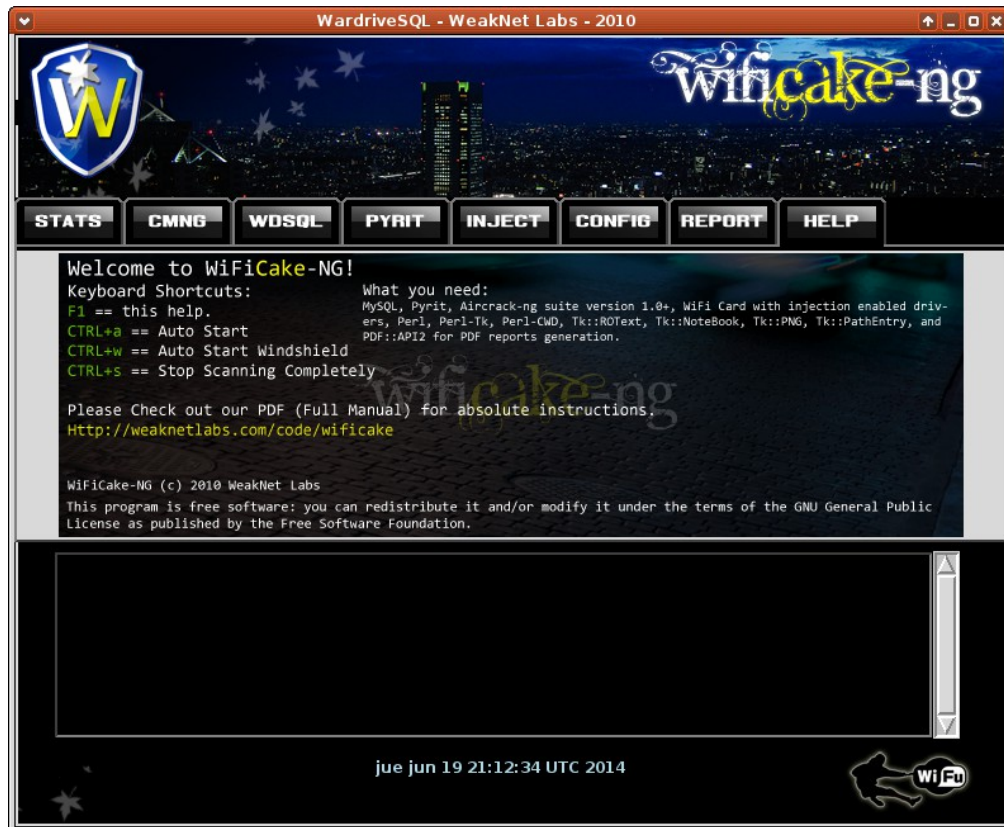 WardriveSQL - WeakNet Labs - 2010
W
wificake-ng
STATS CMNG WDSQL PYRIT INJECT CONFIG REPORT HELP
Welcome to WiFiCake-NG!
Keyboard Shortcuts:
F1 == this help.
CTRL+a == Auto Start
CTRL+w == Auto Start Windshield
CTRL+s == Stop Scanning Completely
What you need:
MySQL, Pyrit, Aircrack-ng suite version 1.0+, WiFi Card with injection enabled driv-
ers, Perl, Perl-Tk, Perl-CWD, Tk::ROText, Tk::NoteBook, Tk::PNG, Tk::PathEntry, and
PDF::API2 for PDF reports generation.
wificake-ng
Please Check out our PDF (Full Manual) for absolute instructions.
Http://weaknetlabs.com/code/wificake
WiFiCake-NG (c) 2010 WeakNet Labs
This program is free software: you can redistribute it and/or modify it under the terms of the GNU General Public
License as published by the Free Software Foundation.
jue jun 19 21:12:34 UTC 2014
WiFu